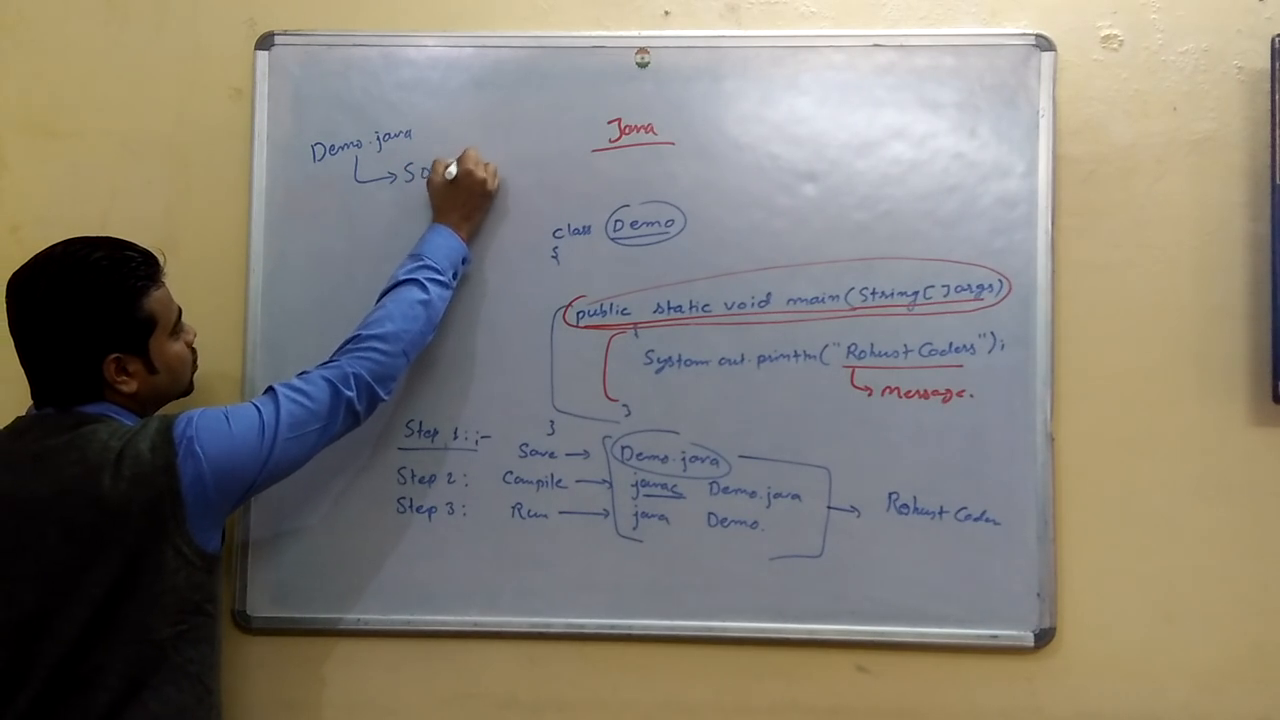 Java
Demo.java
→ So
class Demo
{
public static void main(String[] args)
{
System.out.println("Robust Coders");
→ message.
}
}
Step 1:;- Save → Demo.java
Step 2: Compile → javac Demo.java
Step 3: Run → java Demo.
→ Robust Coder